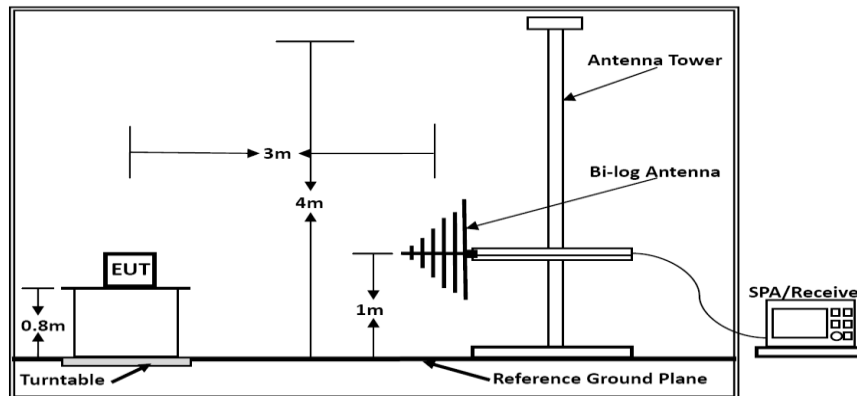 Antenna Tower
3m
Bi-log Antenna
4m
EUT
SPA/Receive
0.8m
1m
Turntable
Reference Ground Plane